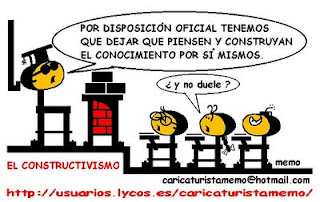 POR DISPOSICIÓN OFICIAL TENEMOS
QUE DEJAR QUE PIENSEN Y CONSTRUYAN
EL CONOCIMIENTO POR SÍ MISMOS.
¿ y no duele ?
EL CONSTRUCTIVISMO
memo
caricaturistamemo@hotmail.com
http://usuarios.lycos.es/caricaturistamemo/